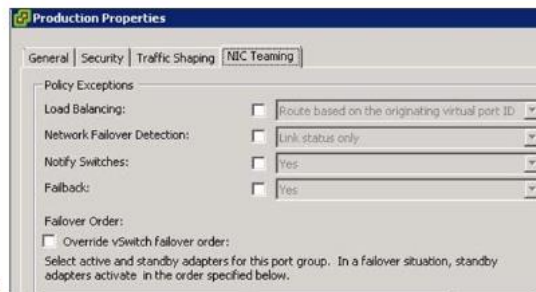 Production Properties
General Security Traffic Shaping NIC Teaming
Policy Exceptions
Load Balancing: Route based on the originating virtual port ID
Network Failover Detection: Link status only
Notify Switches: Yes
Failback: Yes
Failover Order:
Override vSwitch failover order:
Select active and standby adapters for this port group. In a failover situation, standby
adapters activate in the order specified below.